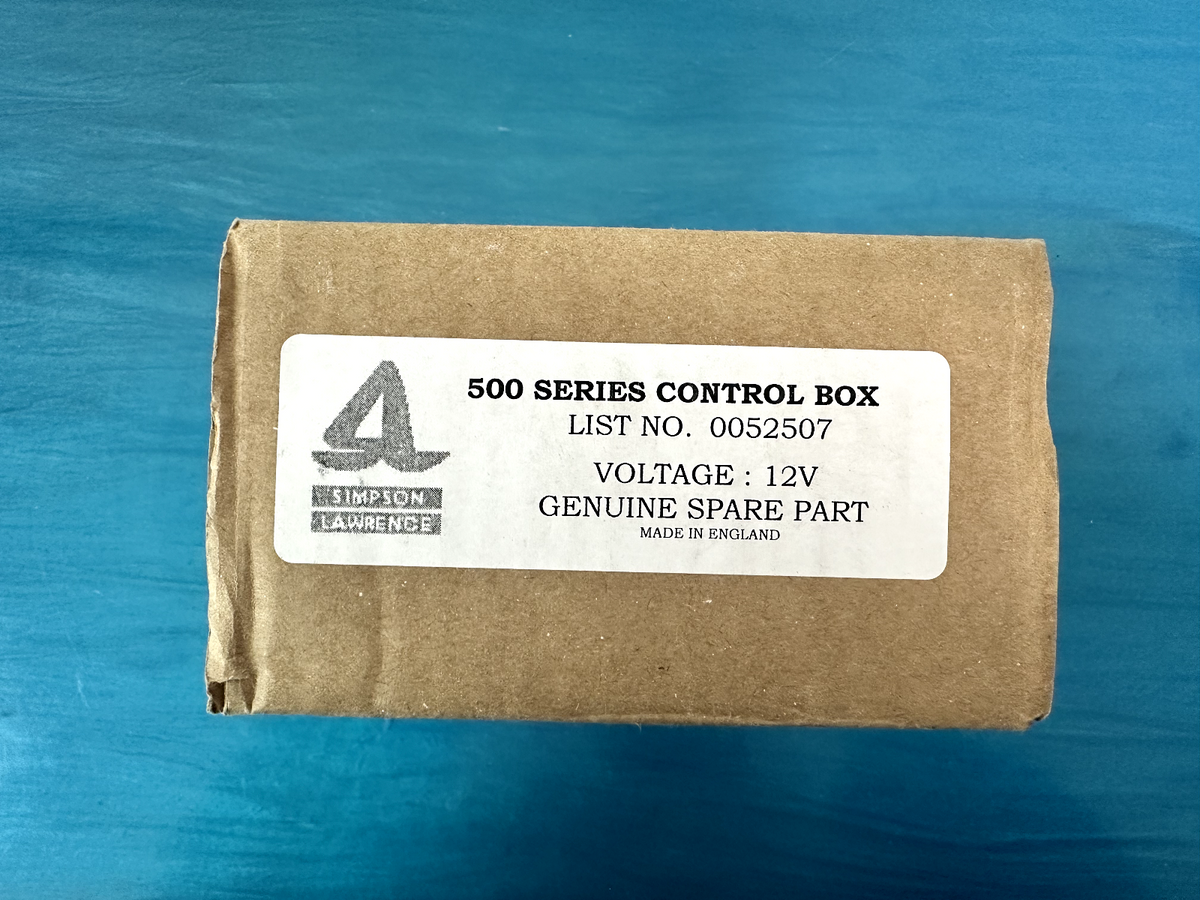 SIMPSON
LAWRENCE
500 SERIES CONTROL BOX
LIST NO. 0052507
VOLTAGE : 12V
GENUINE SPARE PART
MADE IN ENGLAND